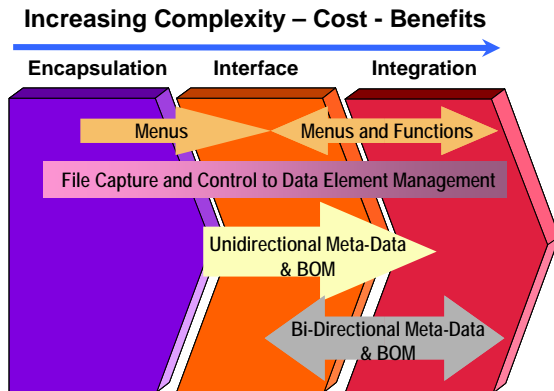 Increasing Complexity – Cost - Benefits
Encapsulation Interface Integration
Menus Menus and Functions
File Capture and Control to Data Element Management
Unidirectional Meta-Data
& BOM
Bi-Directional Meta-Data
& BOM